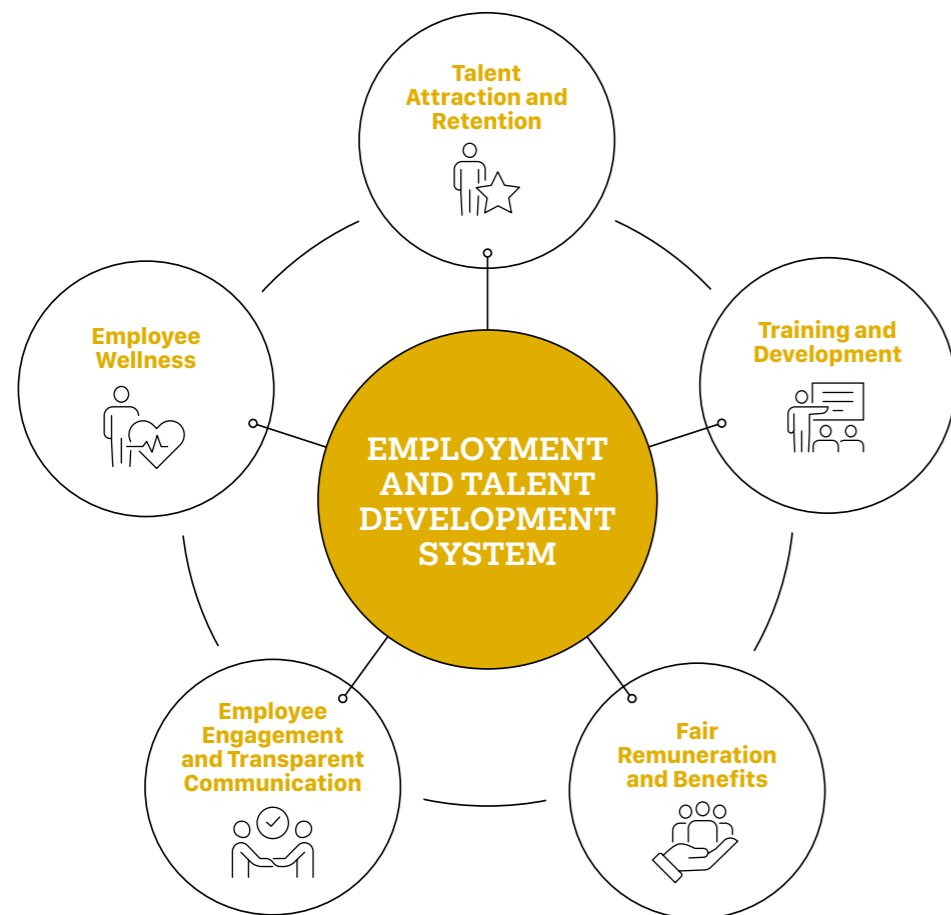 Talent
Attraction and
Retention
Employee
Wellness
Training and
Development
EMPLOYMENT
AND TALENT
DEVELOPMENT
SYSTEM
Employee
Engagement
and Transparent
Communication
Fair
Remuneration
and Benefits